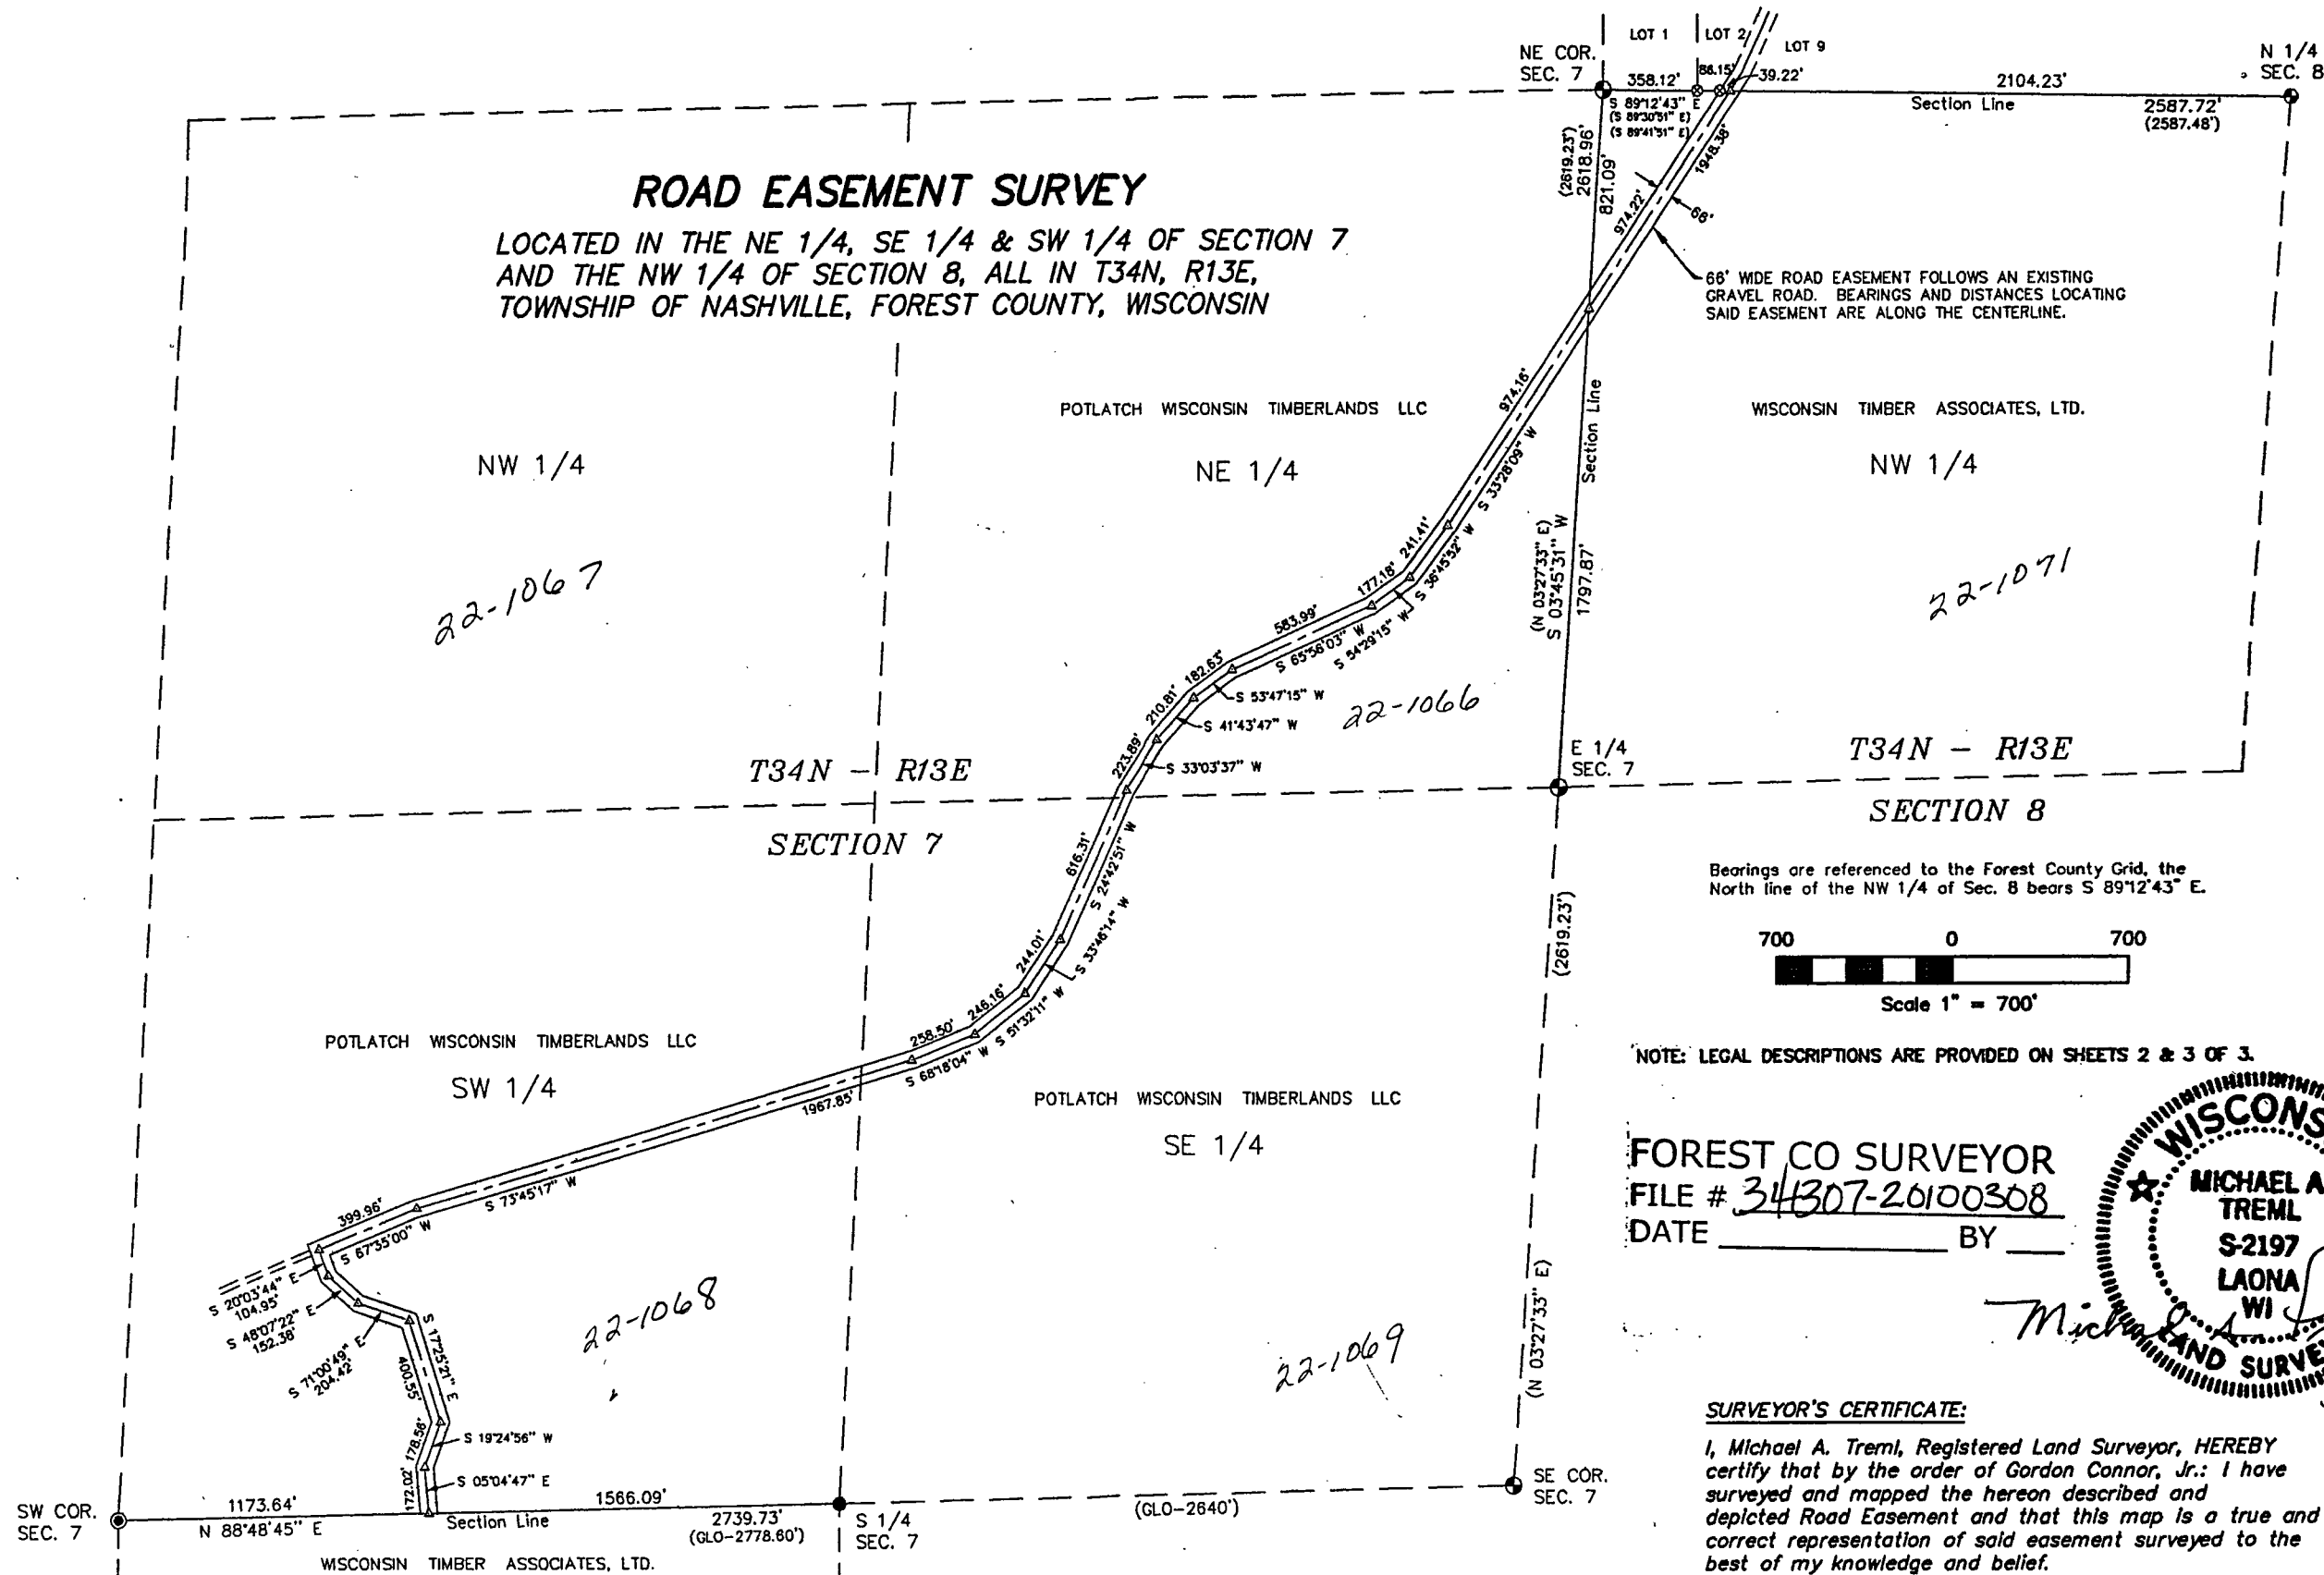 LOT 1
LOT 2
LOT 9
NE COR.
SEC. 7
N 1/4
SEC. 8
358.12'
86.15'
39.22'
2104.23'
S 89°12'43" E
(S 89°30'51" E)
(S 89°41'51" E)
Section Line
2587.72'
(2587.48')
(2619.23')
2618.96'
821.09'
1948.38'
974.22'
66'
ROAD EASEMENT SURVEY
LOCATED IN THE NE 1/4, SE 1/4 & SW 1/4 OF SECTION 7
AND THE NW 1/4 OF SECTION 8, ALL IN T34N, R13E,
TOWNSHIP OF NASHVILLE, FOREST COUNTY, WISCONSIN
66' WIDE ROAD EASEMENT FOLLOWS AN EXISTING
GRAVEL ROAD. BEARINGS AND DISTANCES LOCATING
SAID EASEMENT ARE ALONG THE CENTERLINE.
974.16'
S 33°28'09" W
Section Line
POTLATCH WISCONSIN TIMBERLANDS LLC
WISCONSIN TIMBER ASSOCIATES, LTD.
NW 1/4
NE 1/4
NW 1/4
(N 03°27'33" E)
S 03°45'31" W
1797.87'
22-1067
22-1071
241.41'
S 36°45'52" W
177.18'
S 54°29'15" W
583.99'
S 65°58'03" W
182.63'
S 53°47'15" W
22-1066
210.81'
S 41°43'47" W
223.89'
S 33°03'37" W
T34N - R13E
E 1/4
SEC. 7
T34N - R13E
SECTION 7
SECTION 8
616.31'
S 24°42'51" W
Bearings are referenced to the Forest County Grid, the
North line of the NW 1/4 of Sec. 8 bears S 89°12'43" E.
(2619.23')
700 0 700
Scale 1" = 700'
244.01'
S 33°46'14" W
246.16'
S 51°32'11" W
258.50'
S 68°18'04" W
POTLATCH WISCONSIN TIMBERLANDS LLC
SW 1/4
NOTE: LEGAL DESCRIPTIONS ARE PROVIDED ON SHEETS 2 & 3 OF 3.
1967.85'
S 73°45'17" W
POTLATCH WISCONSIN TIMBERLANDS LLC
SE 1/4
FOREST CO SURVEYOR
FILE # 341307-20100308
DATE BY
WISCONS
MICHAEL A
TREML
S-2197
LAONA
WI
LAND SURVE
399.96'
S 67°35'00" W
S 20°03'44" E
104.95'
S 48°07'22" E
152.38'
S 71°00'49" E
204.42'
S 17°25'21" E
400.55'
22-1068
22-1069
(N 03°27'33" E)
178.58'
S 19°24'56" W
172.02'
S 05°04'47" E
SURVEYOR'S CERTIFICATE:
I, Michael A. Treml, Registered Land Surveyor, HEREBY
certify that by the order of Gordon Connor, Jr.: I have
surveyed and mapped the hereon described and
depicted Road Easement and that this map is a true and
correct representation of said easement surveyed to the
best of my knowledge and belief.
SW COR.
SEC. 7
1173.64'
N 88°48'45" E
Section Line
1566.09'
2739.73'
(GLO-2778.60')
S 1/4
SEC. 7
(GLO-2640')
SE COR.
SEC. 7
WISCONSIN TIMBER ASSOCIATES, LTD.